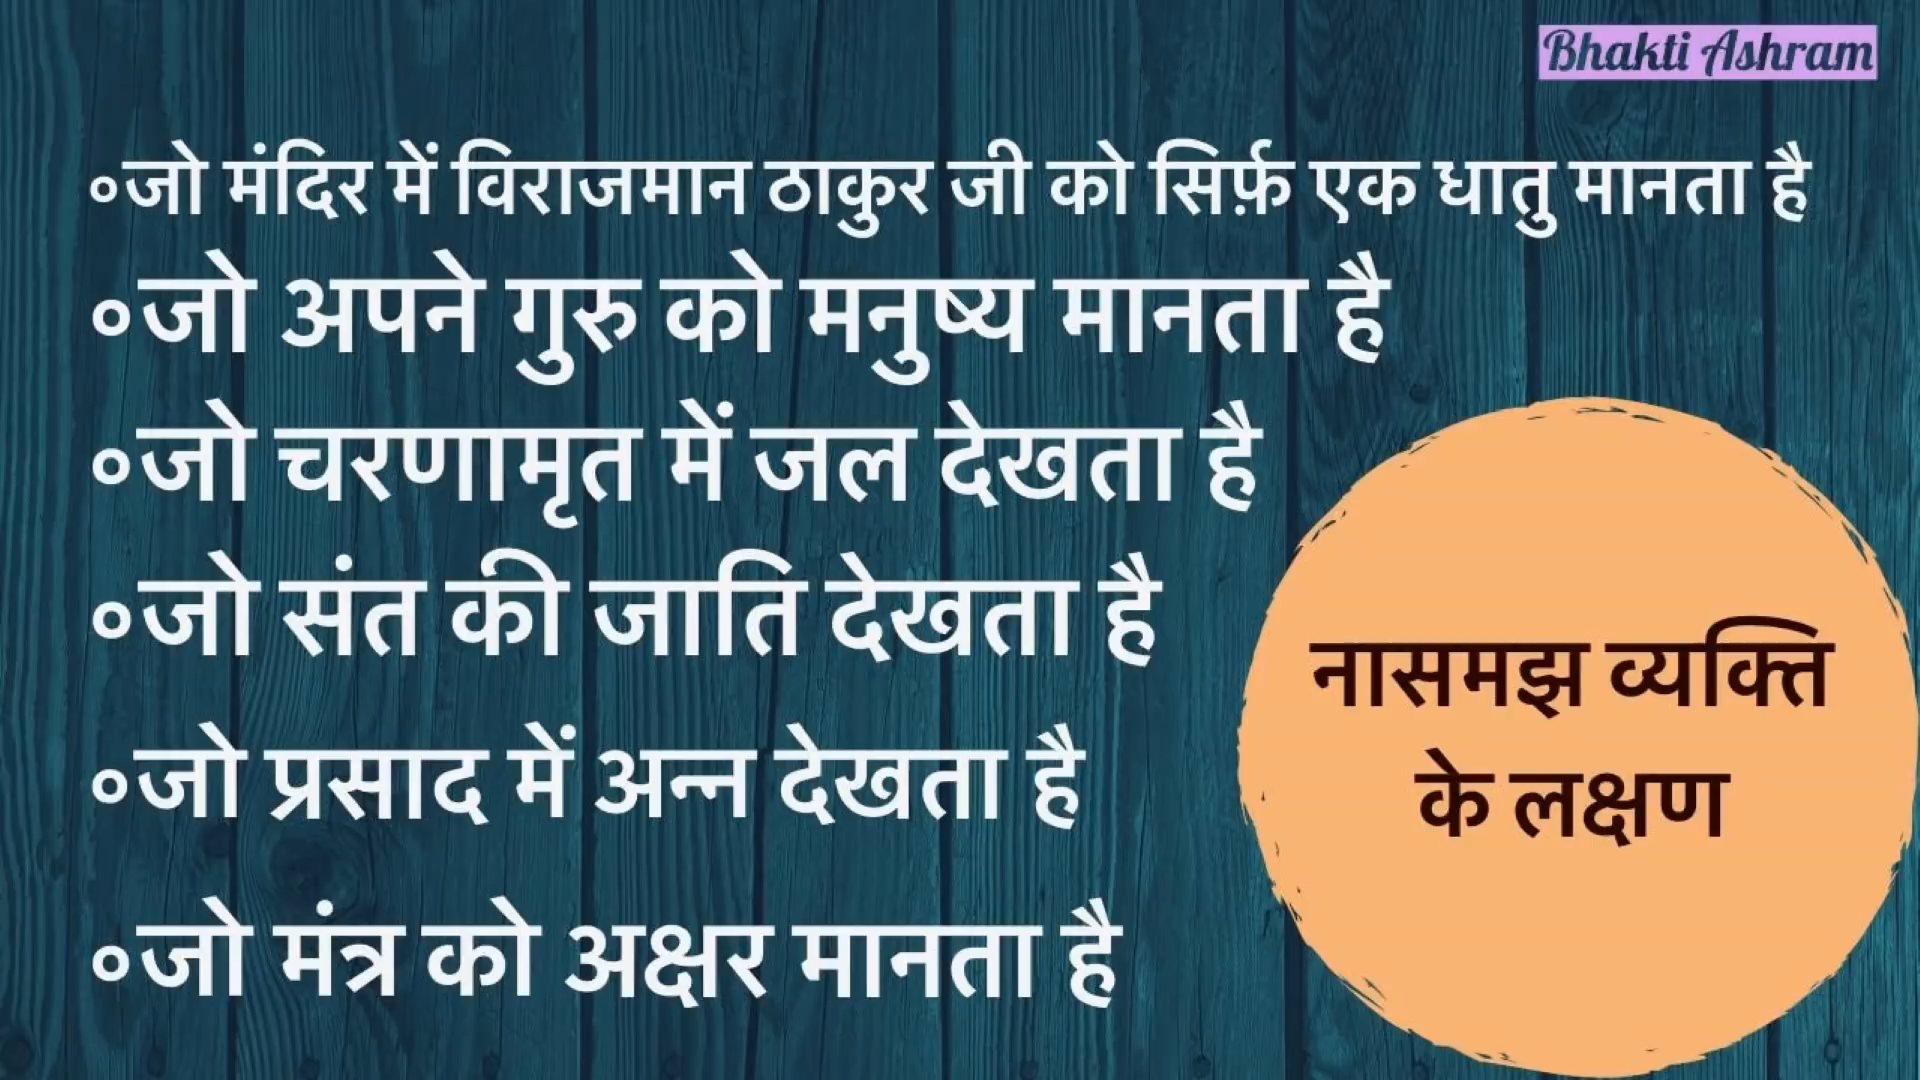 Bhakti Ashram
॰जो मंदिर में विराजमान ठाकुर जी को सिर्फ़ एक धातु मानता है
॰जो अपने गुरु को मनुष्य मानता है
॰जो चरणामृत में जल देखता है
॰जो संत की जाति देखता है
॰जो प्रसाद में अन्न देखता है
॰जो मंत्र को अक्षर मानता है
नासमझ व्यक्ति
के लक्षण